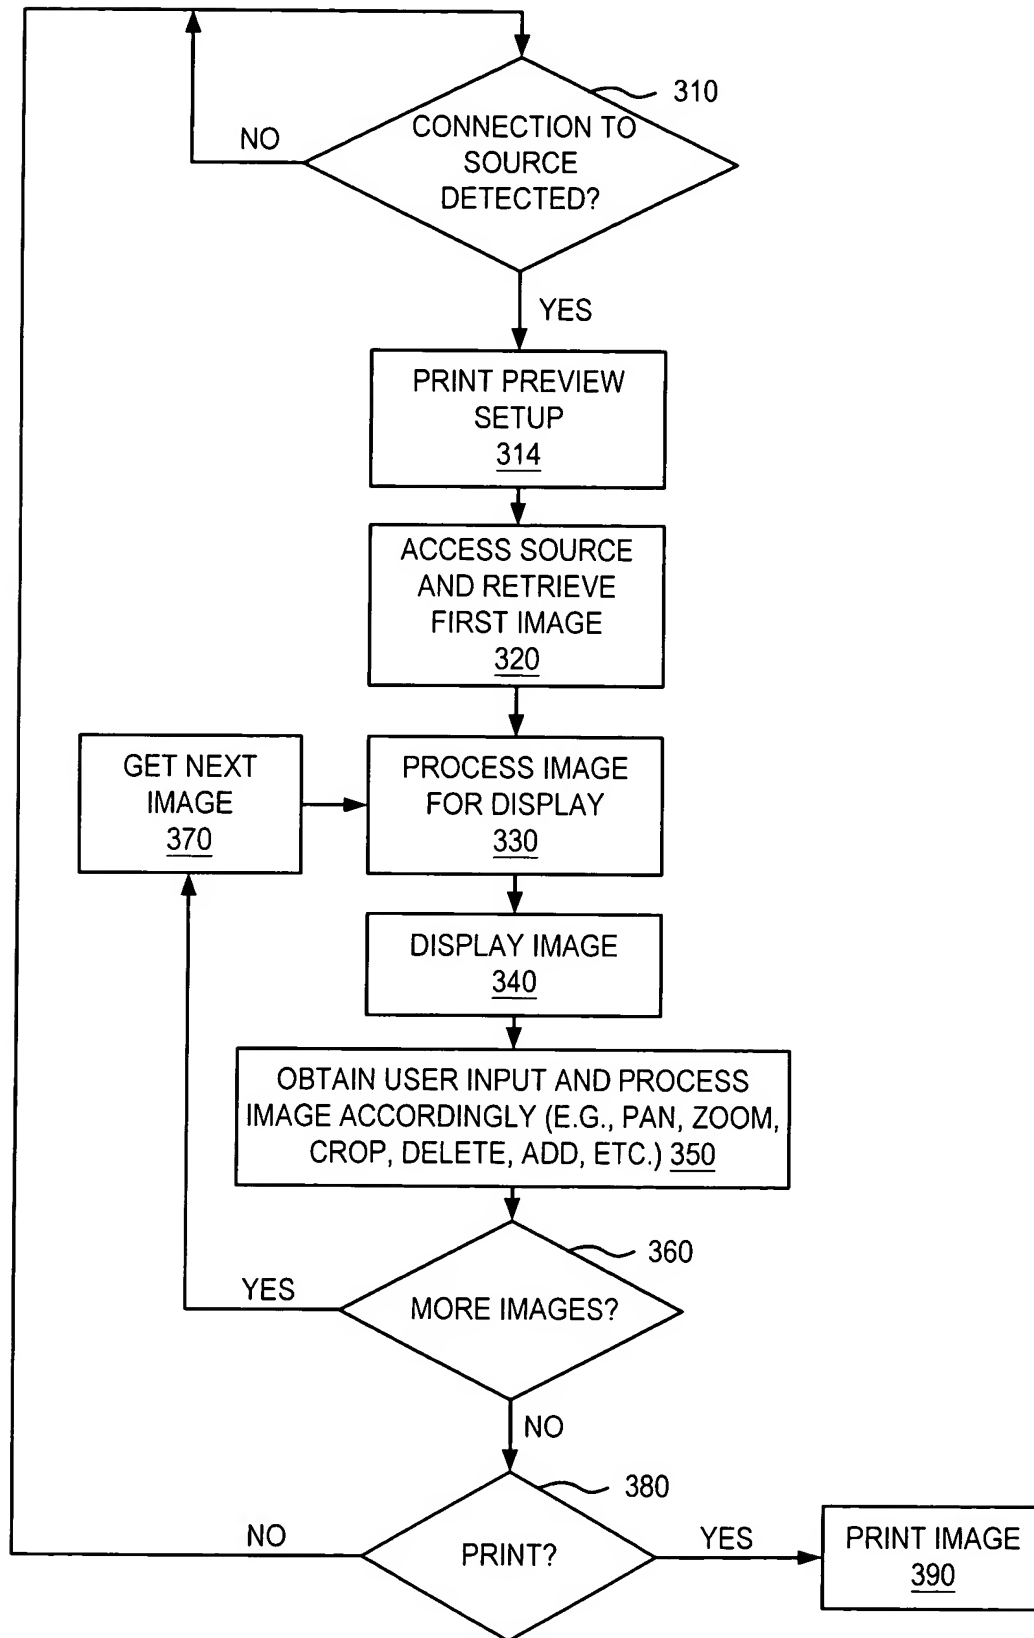 310
CONNECTION TO
SOURCE
DETECTED?
NO
YES
PRINT PREVIEW
SETUP
314
ACCESS SOURCE
AND RETRIEVE
FIRST IMAGE
320
GET NEXT
IMAGE
370
PROCESS IMAGE
FOR DISPLAY
330
DISPLAY IMAGE
340
OBTAIN USER INPUT AND PROCESS
IMAGE ACCORDINGLY (E.G., PAN, ZOOM,
CROP, DELETE, ADD, ETC.) 350
360
YES
MORE IMAGES?
NO
380
NO
PRINT?
YES
PRINT IMAGE
390